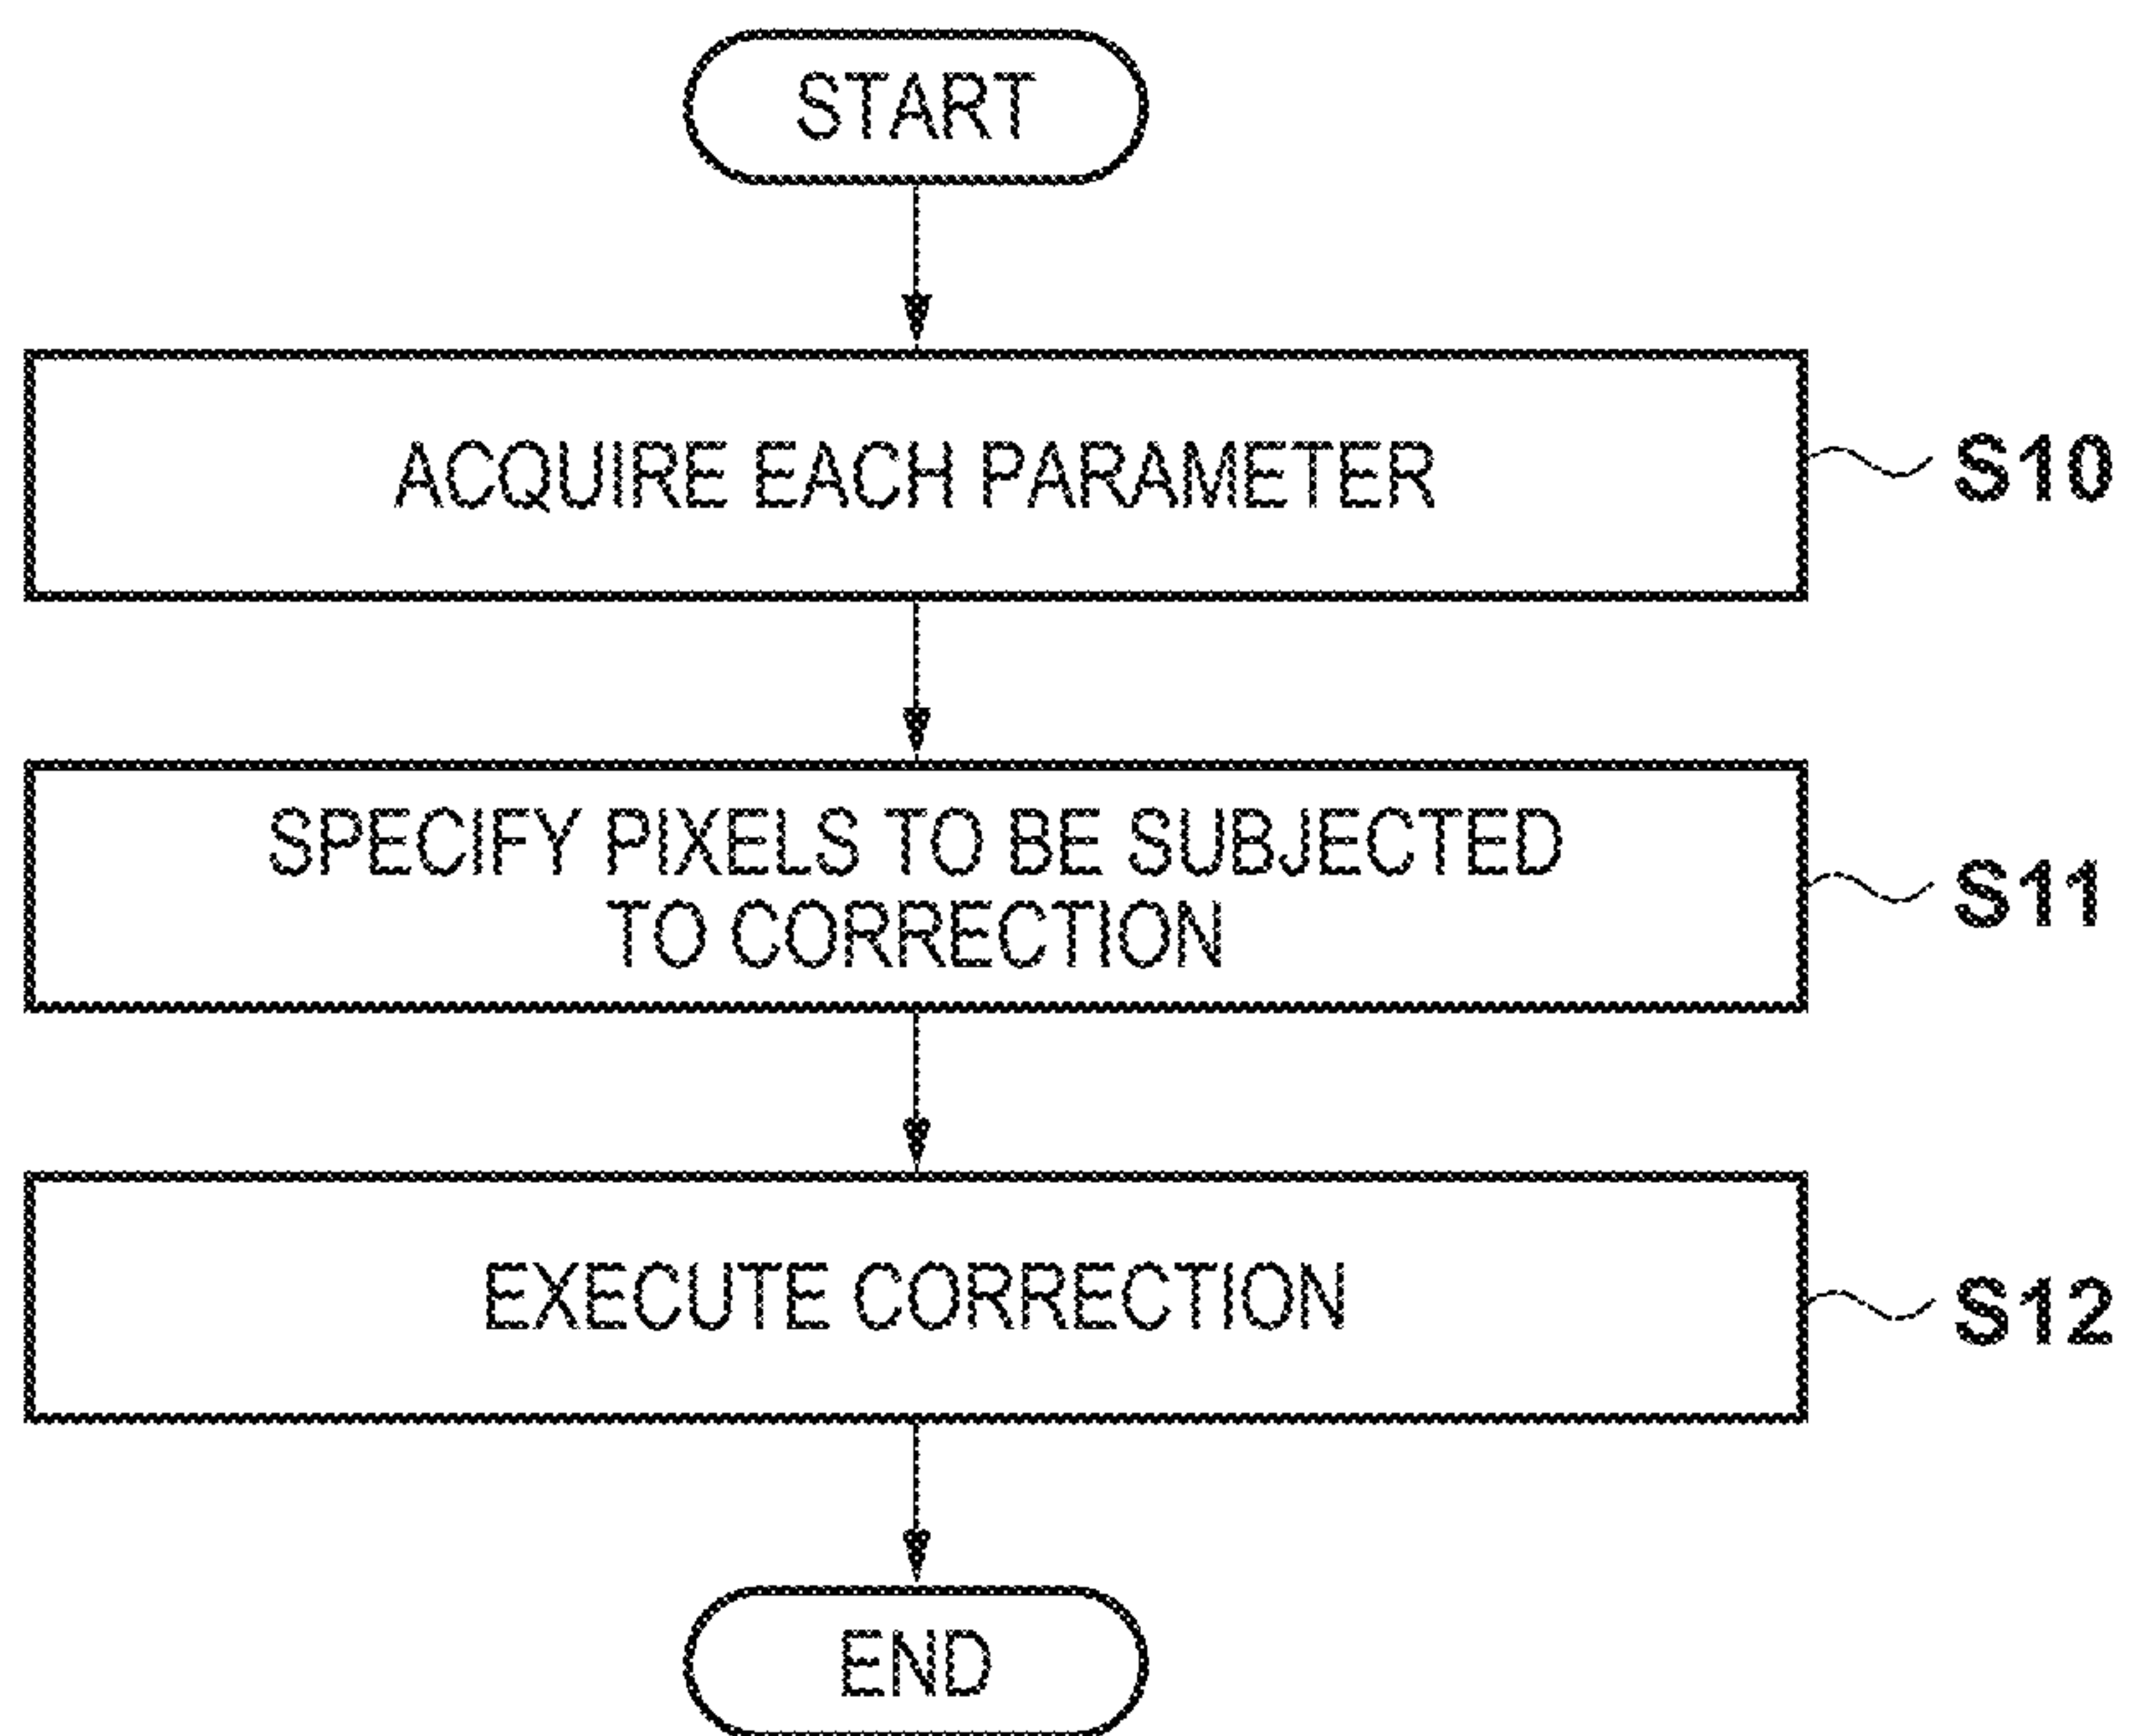 START
ACQUIRE EACH PARAMETER
S10
SPECIFY PIXELS TO BE SUBJECTED
TO CORRECTION
S11
EXECUTE CORRECTION
S12
END